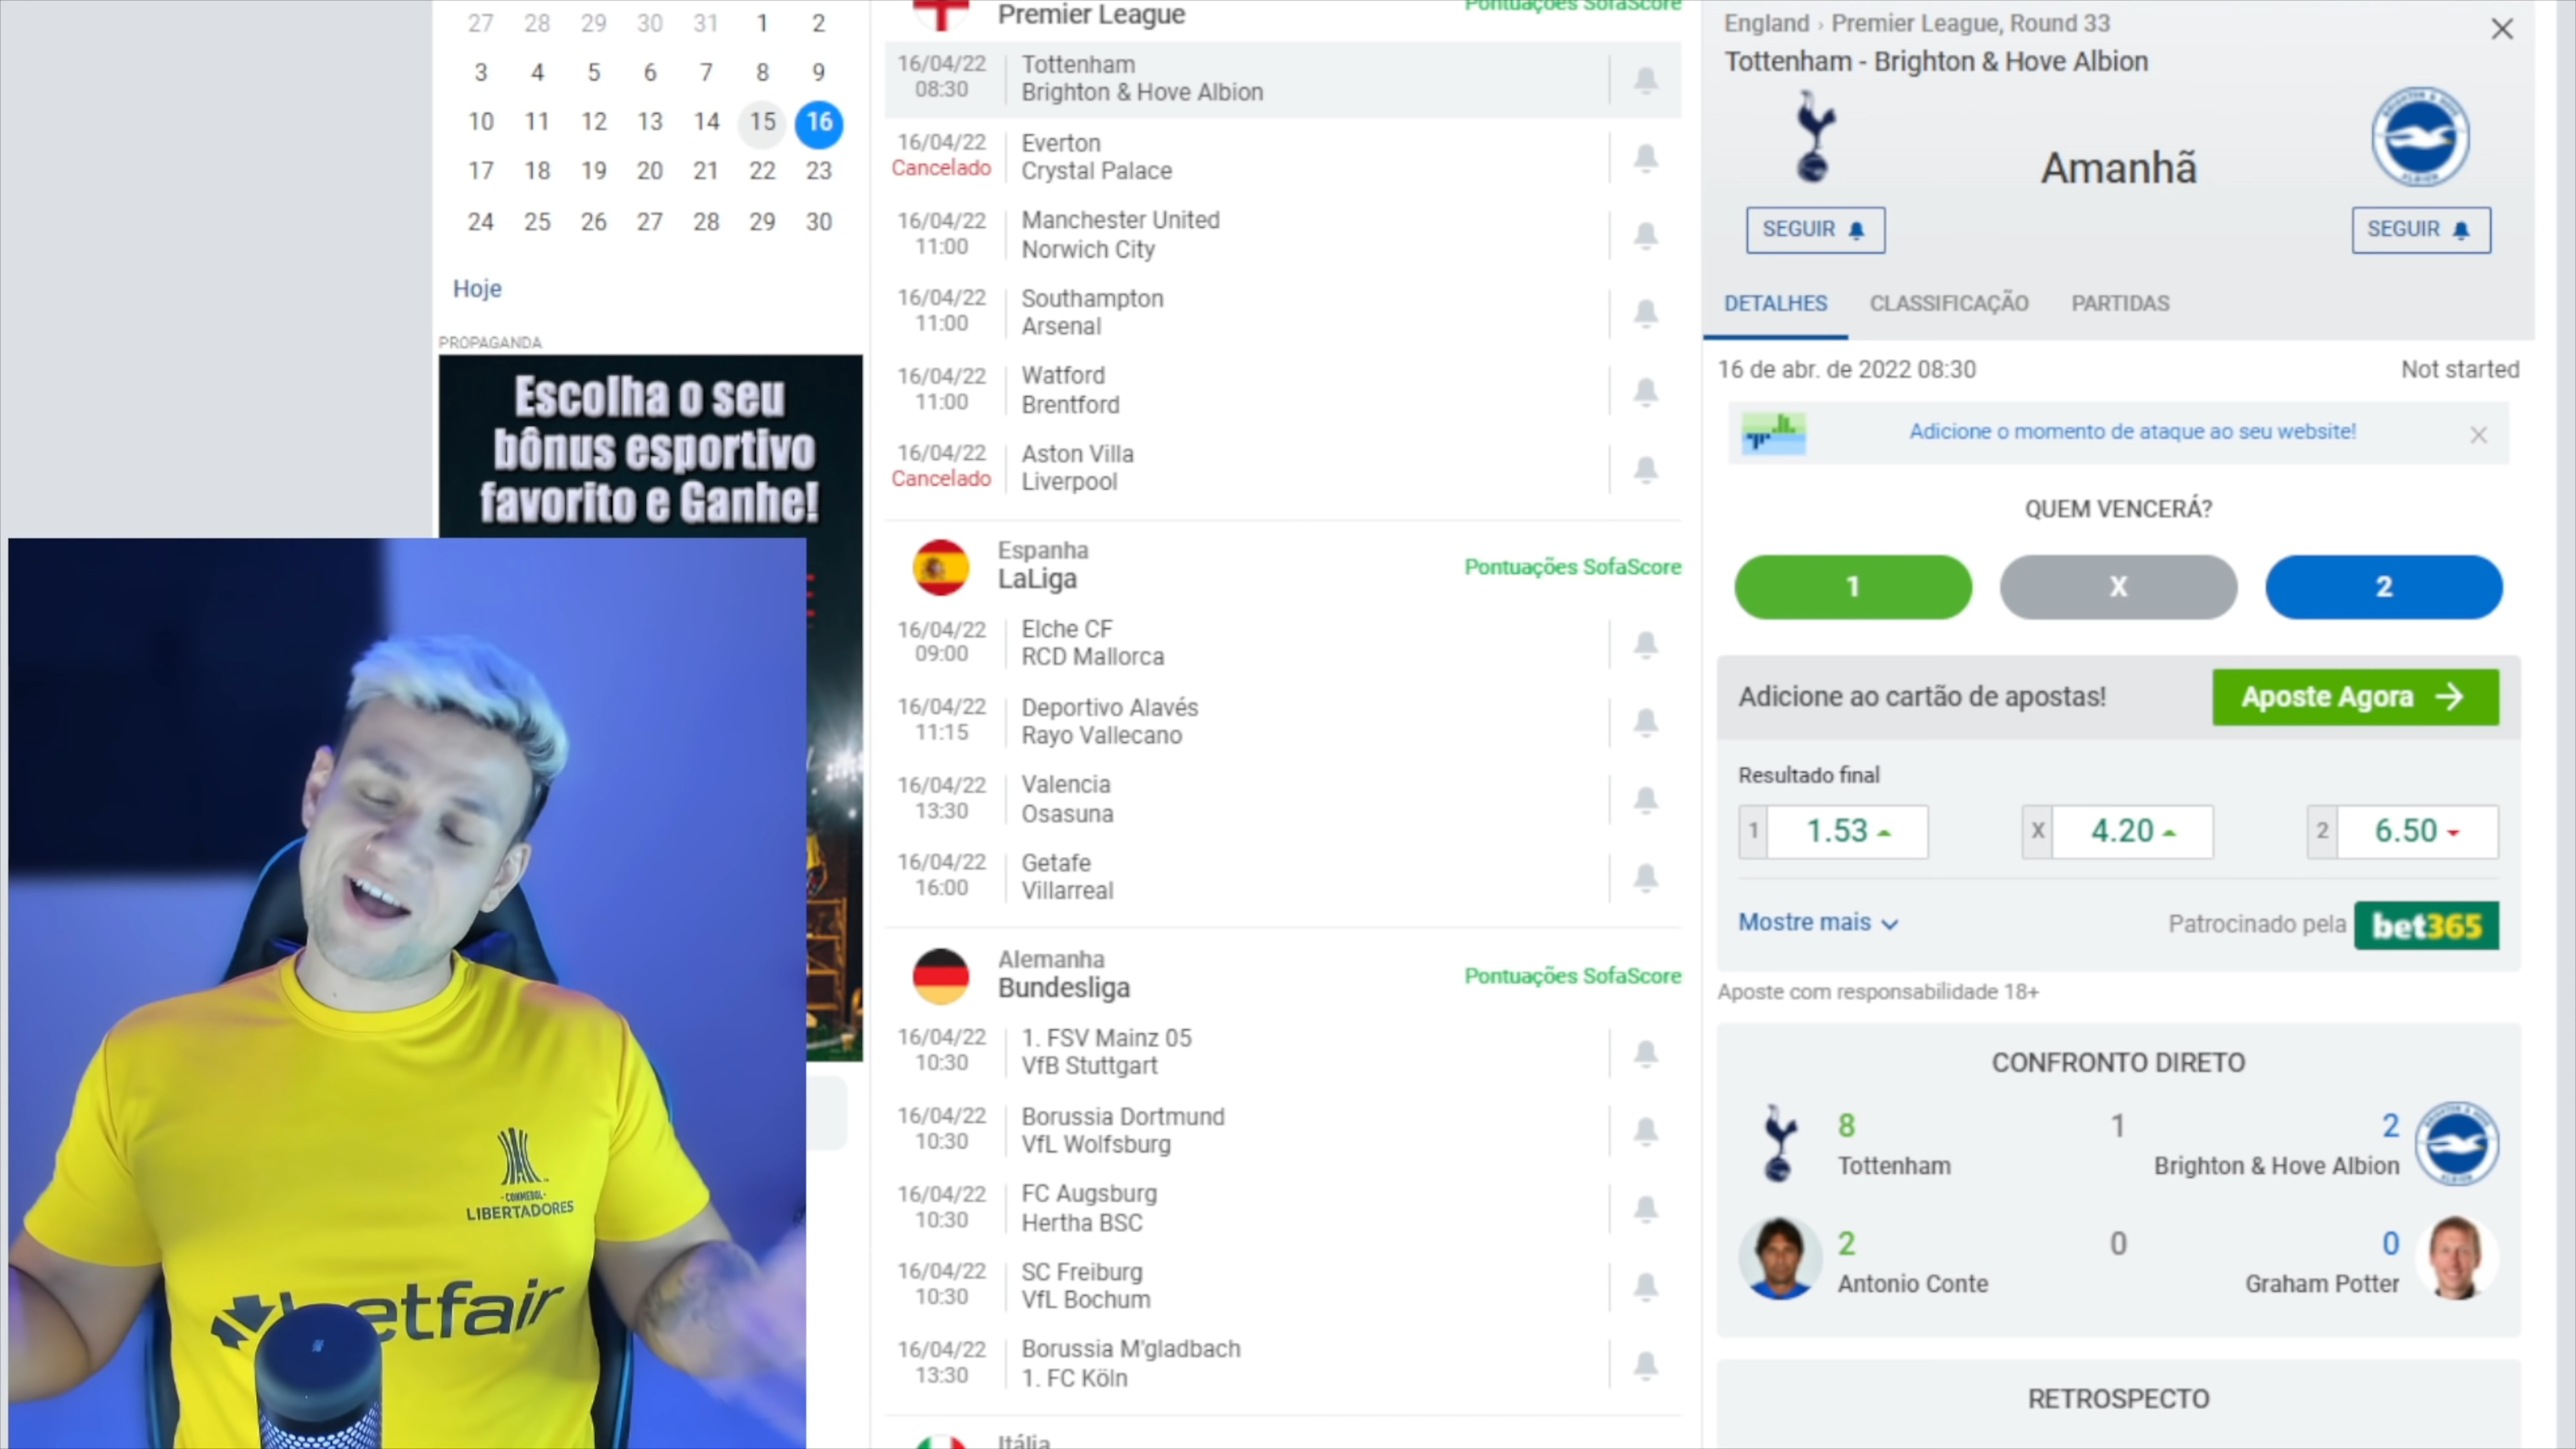 27 28 29 30 31 1 2
3 4 5 6 7 8 9
10 11 12 13 14 15 16
17 18 19 20 21 22 23
24 25 26 27 28 29 30
Hoje
PROPAGANDA
Escolha o seu
bônus esportivo
favorito e Ganhe!
CONMEBOL
LIBERTADORES
betfair
Premier League
Pontuações SofaScore
16/04/22 Tottenham
08:30 Brighton & Hove Albion
16/04/22 Everton
Cancelado Crystal Palace
16/04/22 Manchester United
11:00 Norwich City
16/04/22 Southampton
11:00 Arsenal
16/04/22 Watford
11:00 Brentford
16/04/22 Aston Villa
Cancelado Liverpool
Espanha
LaLiga
Pontuações SofaScore
16/04/22 Elche CF
09:00 RCD Mallorca
16/04/22 Deportivo Alavés
11:15 Rayo Vallecano
16/04/22 Valencia
13:30 Osasuna
16/04/22 Getafe
16:00 Villarreal
Alemanha
Bundesliga
Pontuações SofaScore
16/04/22 1. FSV Mainz 05
10:30 VfB Stuttgart
16/04/22 Borussia Dortmund
10:30 VfL Wolfsburg
16/04/22 FC Augsburg
10:30 Hertha BSC
16/04/22 SC Freiburg
10:30 VfL Bochum
16/04/22 Borussia M'gladbach
13:30 1. FC Köln
Itália
England › Premier League, Round 33
Tottenham - Brighton & Hove Albion
Amanhã
SEGUIR SEGUIR
DETALHES CLASSIFICAÇÃO PARTIDAS
16 de abr. de 2022 08:30 Not started
Adicione o momento de ataque ao seu website!
QUEM VENCERÁ?
1 X 2
Adicione ao cartão de apostas! Aposte Agora
Resultado final
1 1.53 X 4.20 2 6.50
Mostre mais Patrocinado pela bet365
Aposte com responsabilidade 18+
CONFRONTO DIRETO
8 1 2
Tottenham Brighton & Hove Albion
2 0 0
Antonio Conte Graham Potter
RETROSPECTO